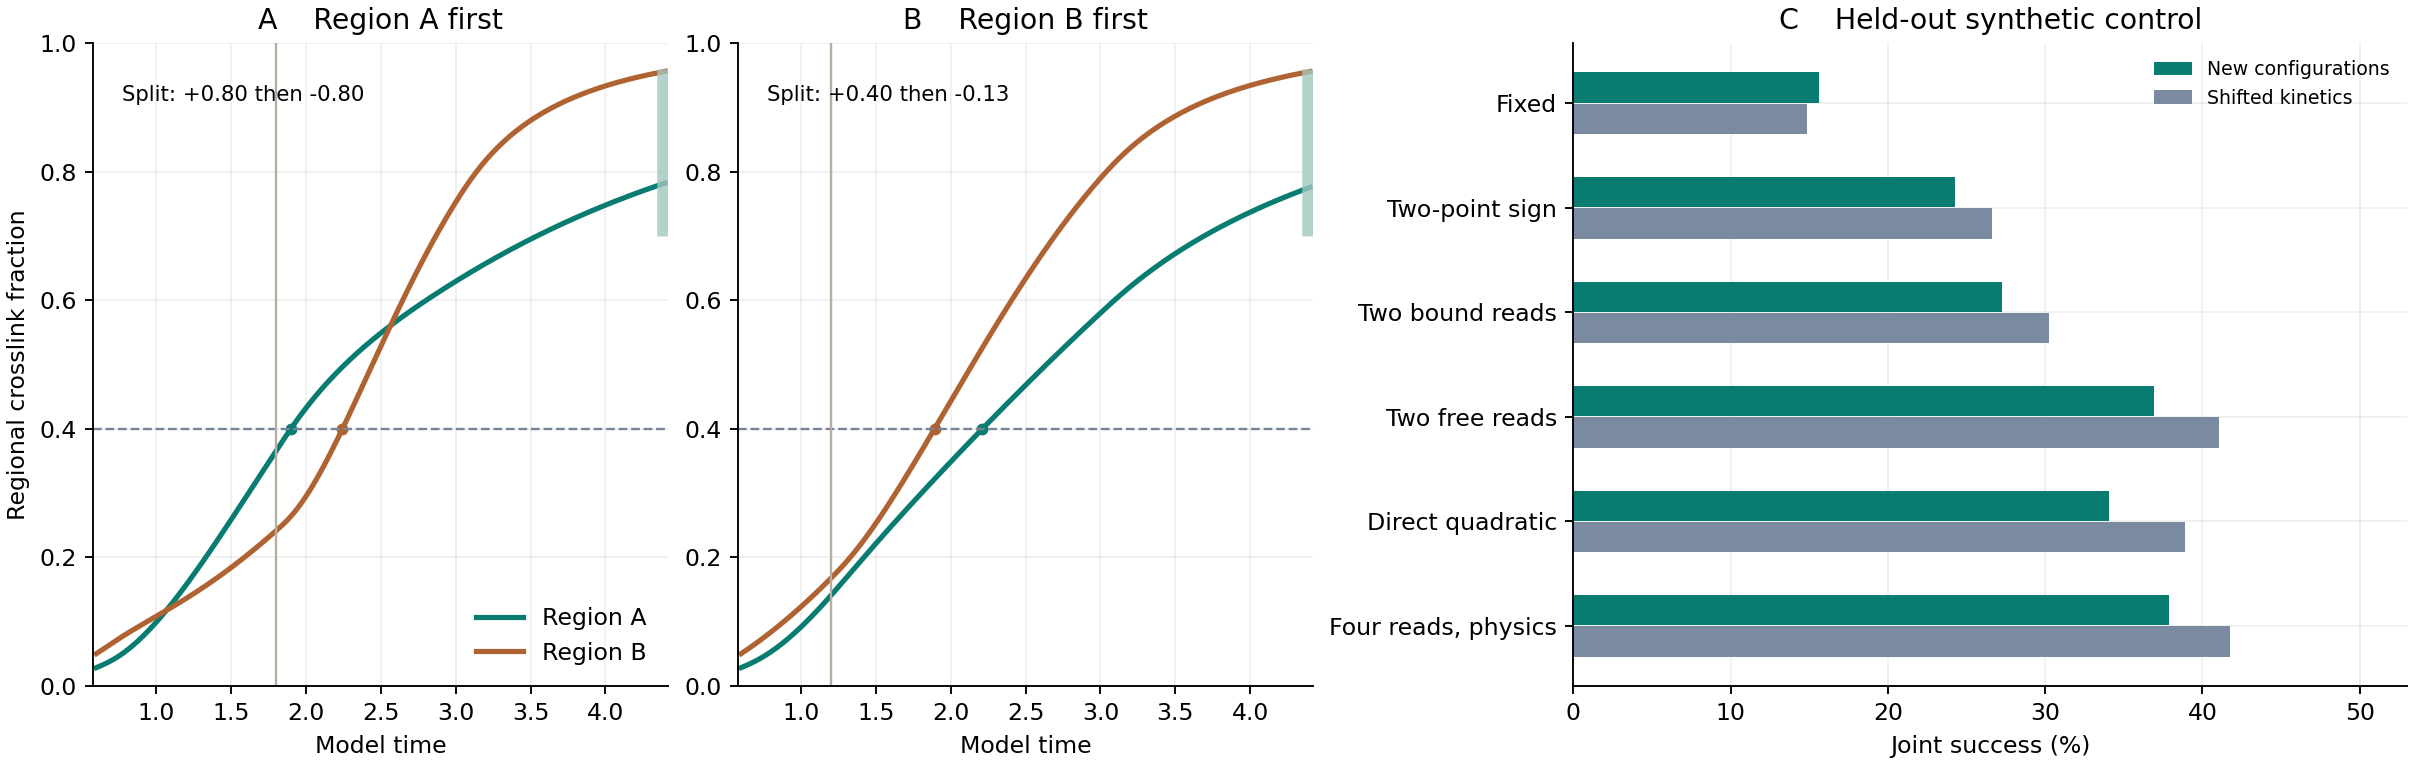 A    Region A first
Split: +0.80 then -0.80
Regional crosslink fraction
1.0
0.8
0.6
0.4
0.2
0.0
Region A
Region B
1.0 1.5 2.0 2.5 3.0 3.5 4.0
Model time
B    Region B first
Split: +0.40 then -0.13
1.0
0.8
0.6
0.4
0.2
0.0
1.0 1.5 2.0 2.5 3.0 3.5 4.0
Model time
C    Held-out synthetic control
New configurations
Shifted kinetics
Fixed
Two-point sign
Two bound reads
Two free reads
Direct quadratic
Four reads, physics
0 10 20 30 40 50
Joint success (%)